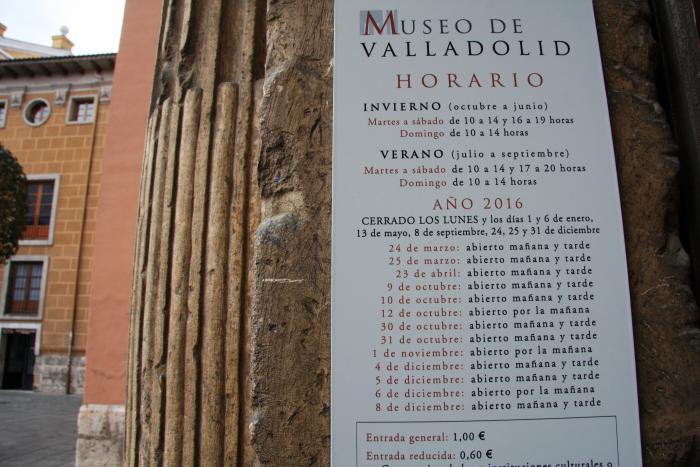 MUSEO DE
VALLADOLID
HORARIO
INVIERNO (octubre a junio)
Martes a sábado de 10 a 14 y 16 a 19 horas
Domingo de 10 a 14 horas
VERANO (julio a septiembre)
Martes a sábado de 10 a 14 y 17 a 20 horas
Domingo de 10 a 14 horas
AÑO 2016
CERRADO LOS LUNES y los días 1 y 6 de enero,
13 de mayo, 8 de septiembre, 24, 25 y 31 de diciembre
24 de marzo: abierto mañana y tarde
25 de marzo: abierto mañana y tarde
23 de abril: abierto mañana y tarde
9 de octubre: abierto mañana y tarde
10 de octubre: abierto mañana y tarde
12 de octubre: abierto por la mañana
30 de octubre: abierto mañana y tarde
31 de octubre: abierto mañana y tarde
1 de noviembre: abierto por la mañana
4 de diciembre: abierto mañana y tarde
5 de diciembre: abierto mañana y tarde
6 de diciembre: abierto por la mañana
8 de diciembre: abierto mañana y tarde
Entrada general: 1,00 €
Entrada reducida: 0,60 €